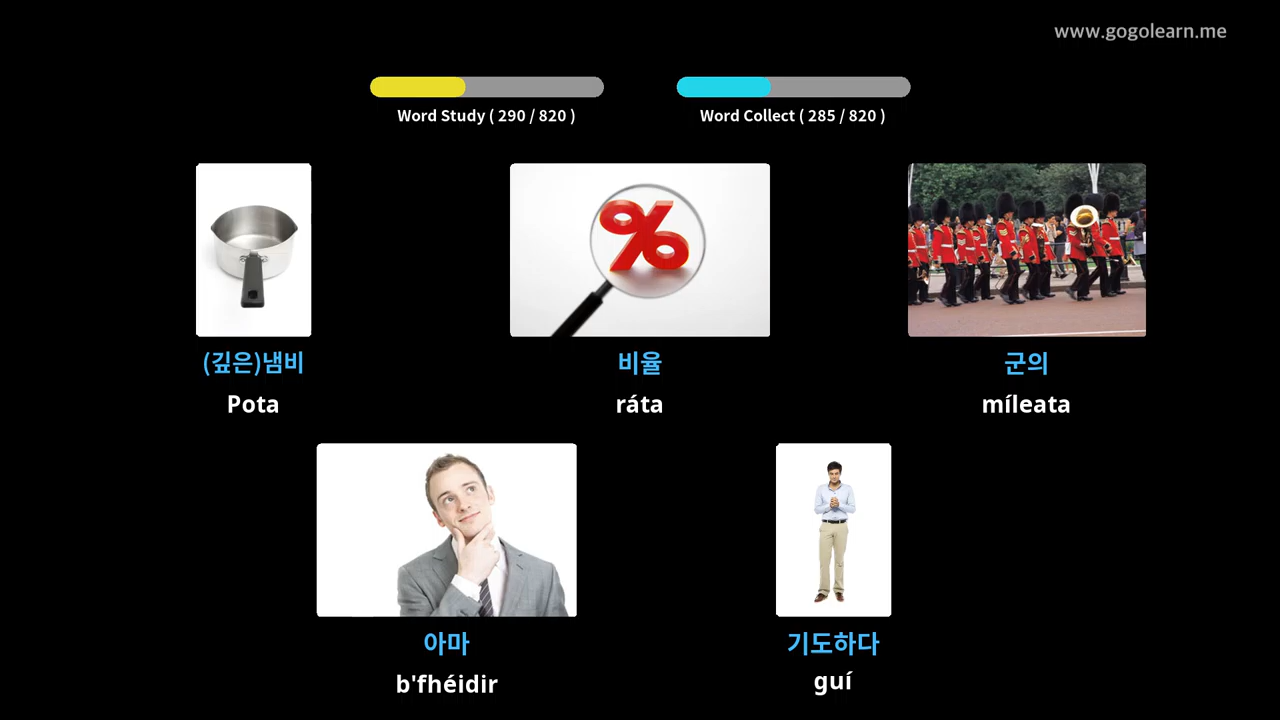 www.gogolearn.me
Word Study ( 290 / 820 )
Word Collect ( 285 / 820 )
(깊은)냄비
Pota
비율
ráta
군의
míleata
아마
b'fhéidir
기도하다
guí